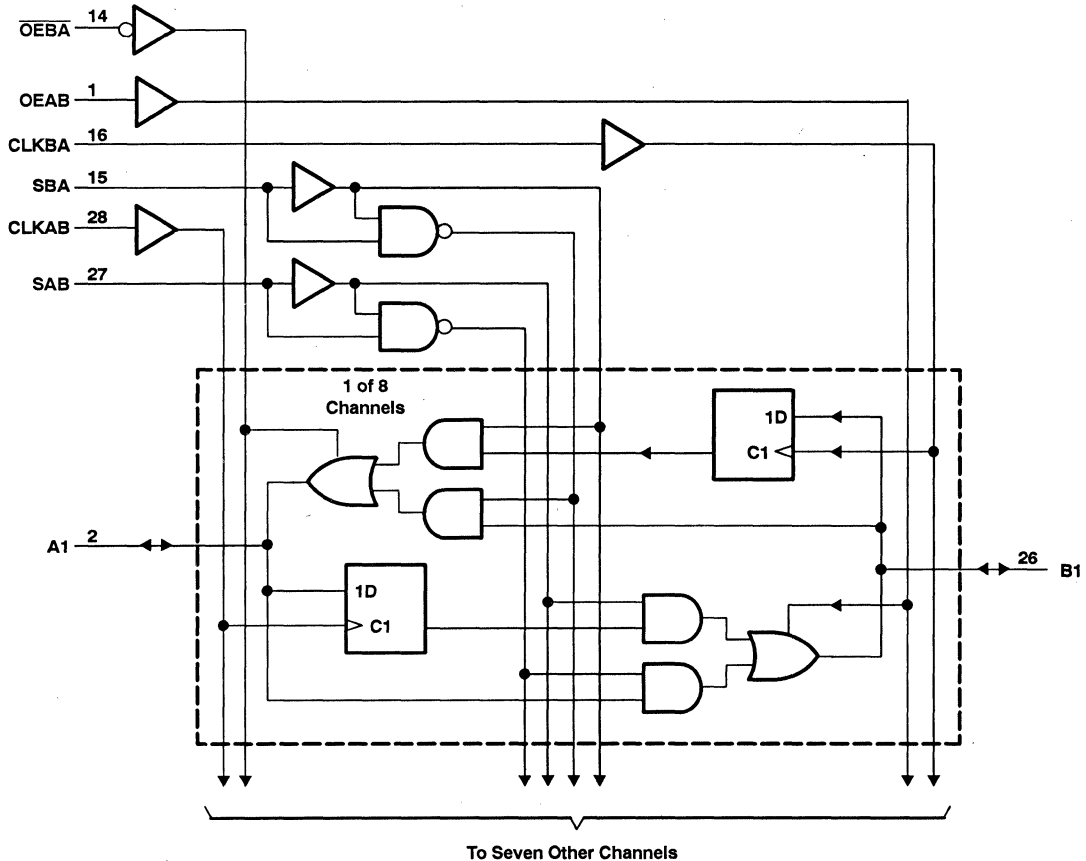 OEBA 14
OEAB 1
CLKBA 16
SBA 15
CLKAB 28
SAB 27
1 of 8
Channels
1D
C1
A1 2
1D
C1
26 B1
To Seven Other Channels